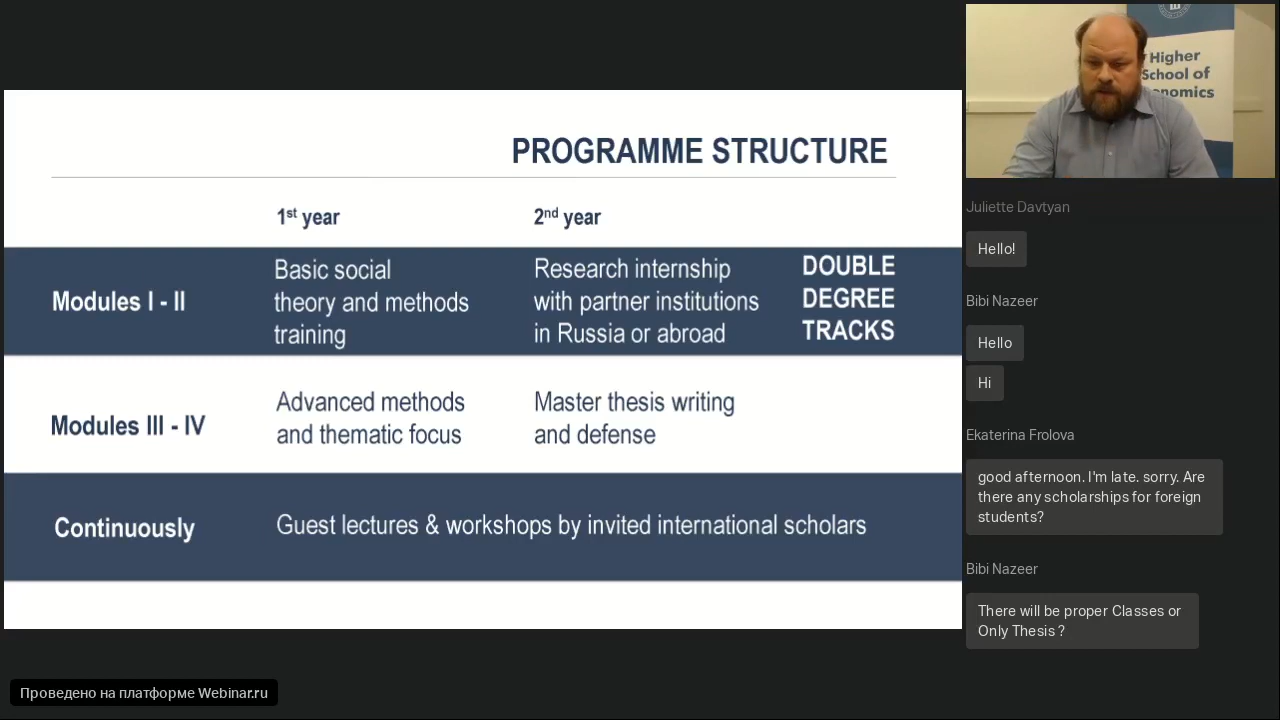 PROGRAMME STRUCTURE
1st year
2nd year
Modules I - II
Basic social
theory and methods
training
Research internship
with partner institutions
in Russia or abroad
DOUBLE
DEGREE
TRACKS
Modules III - IV
Advanced methods
and thematic focus
Master thesis writing
and defense
Continuously
Guest lectures & workshops by invited international scholars
Higher
School of
onomics
Juliette Davtyan
Hello!
Bibi Nazeer
Hello
Hi
Ekaterina Frolova
good afternoon. I'm late. sorry. Are
there any scholarships for foreign
students?
Bibi Nazeer
There will be proper Classes or
Only Thesis ?
Проведено на платформе Webinar.ru